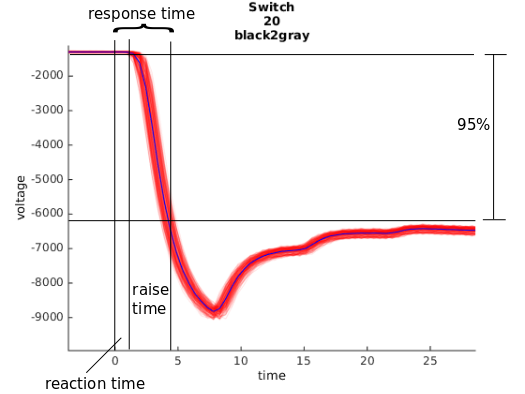 response time
Switch
20
black2gray
-2000
-3000
-4000
-5000
-6000
-7000
-8000
-9000
voltage
95%
raise
time
0 5 10 15 20 25
time
reaction time